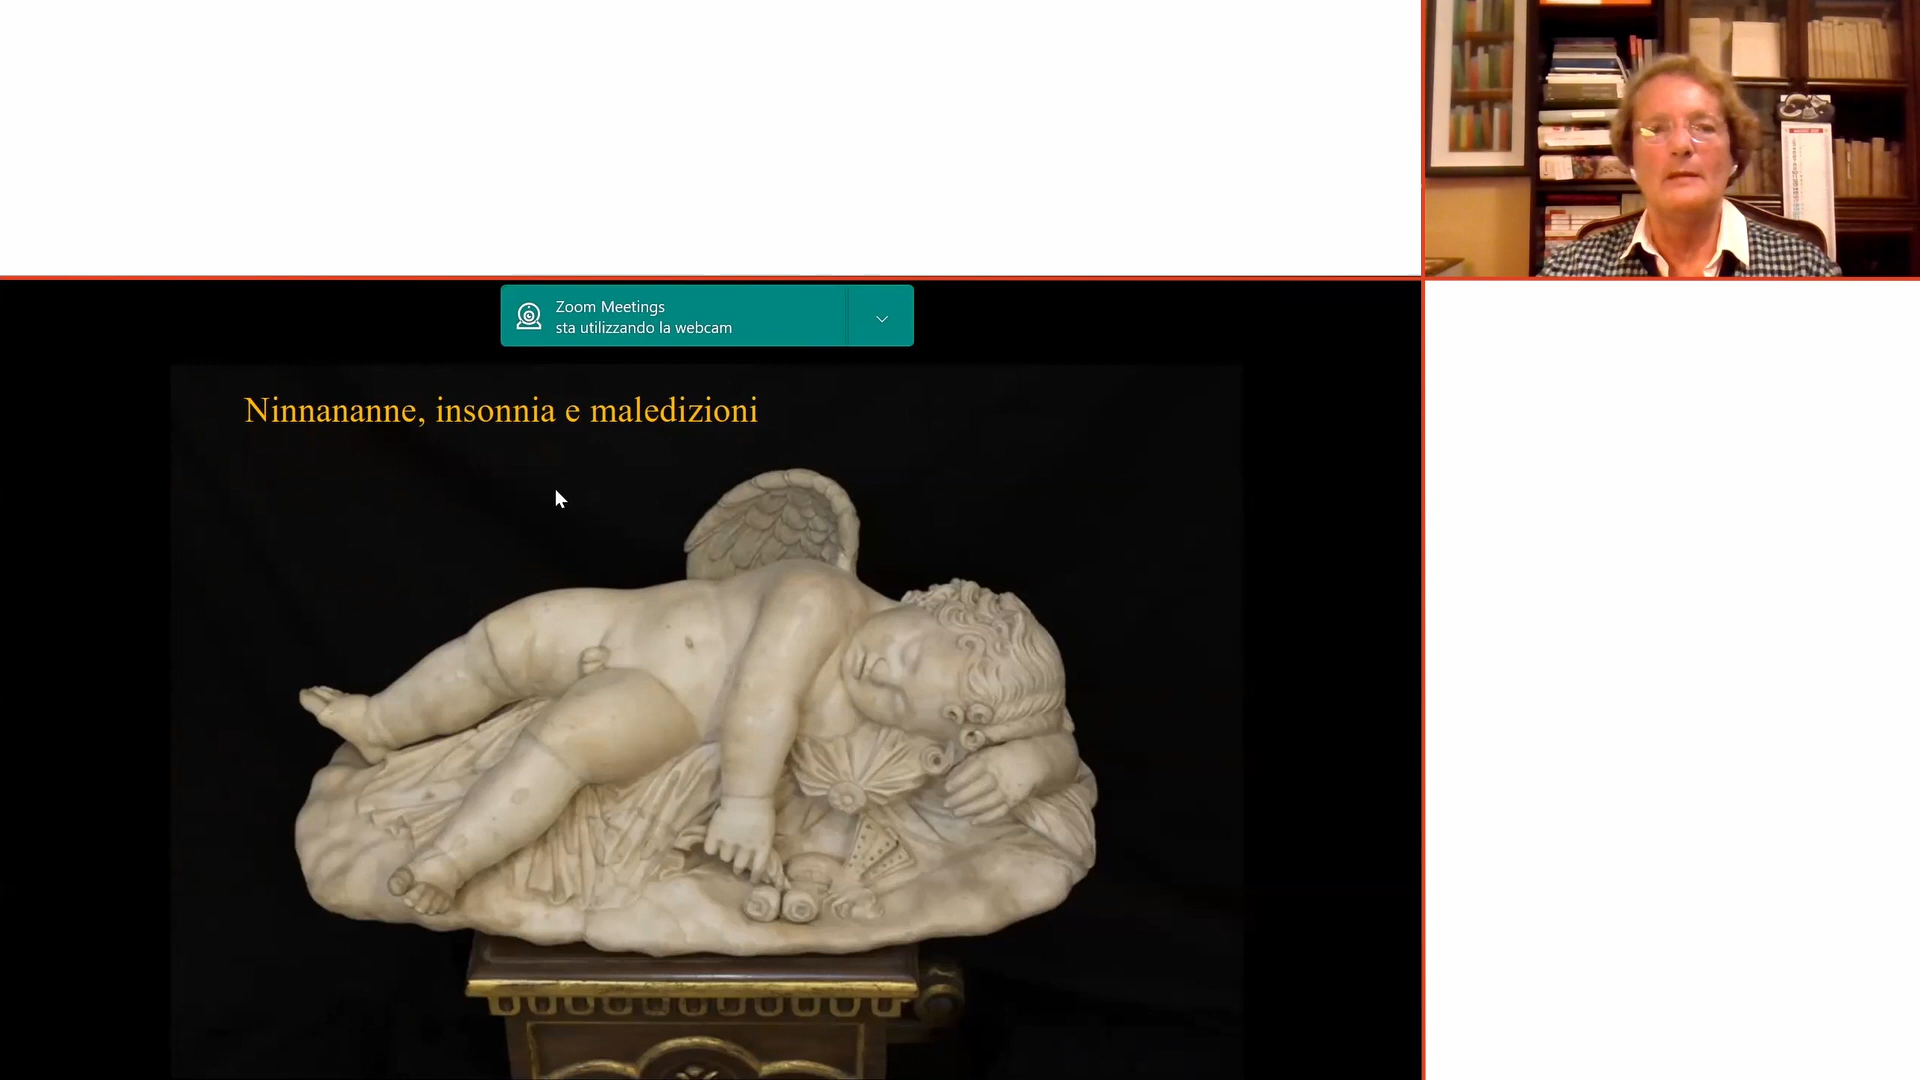 Zoom Meetings
sta utilizzando la webcam
Ninnananne, insonnia e maledizioni